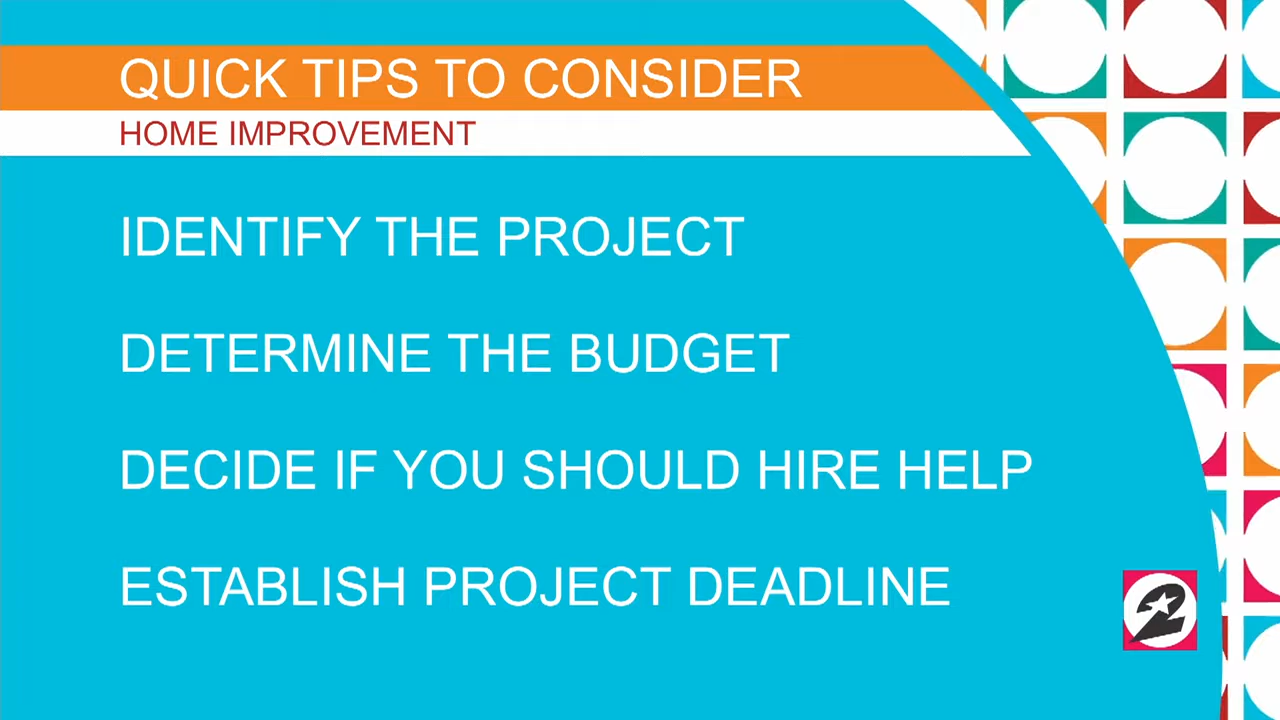 QUICK TIPS TO CONSIDER
HOME IMPROVEMENT
IDENTIFY THE PROJECT
DETERMINE THE BUDGET
DECIDE IF YOU SHOULD HIRE HELP
ESTABLISH PROJECT DEADLINE
2